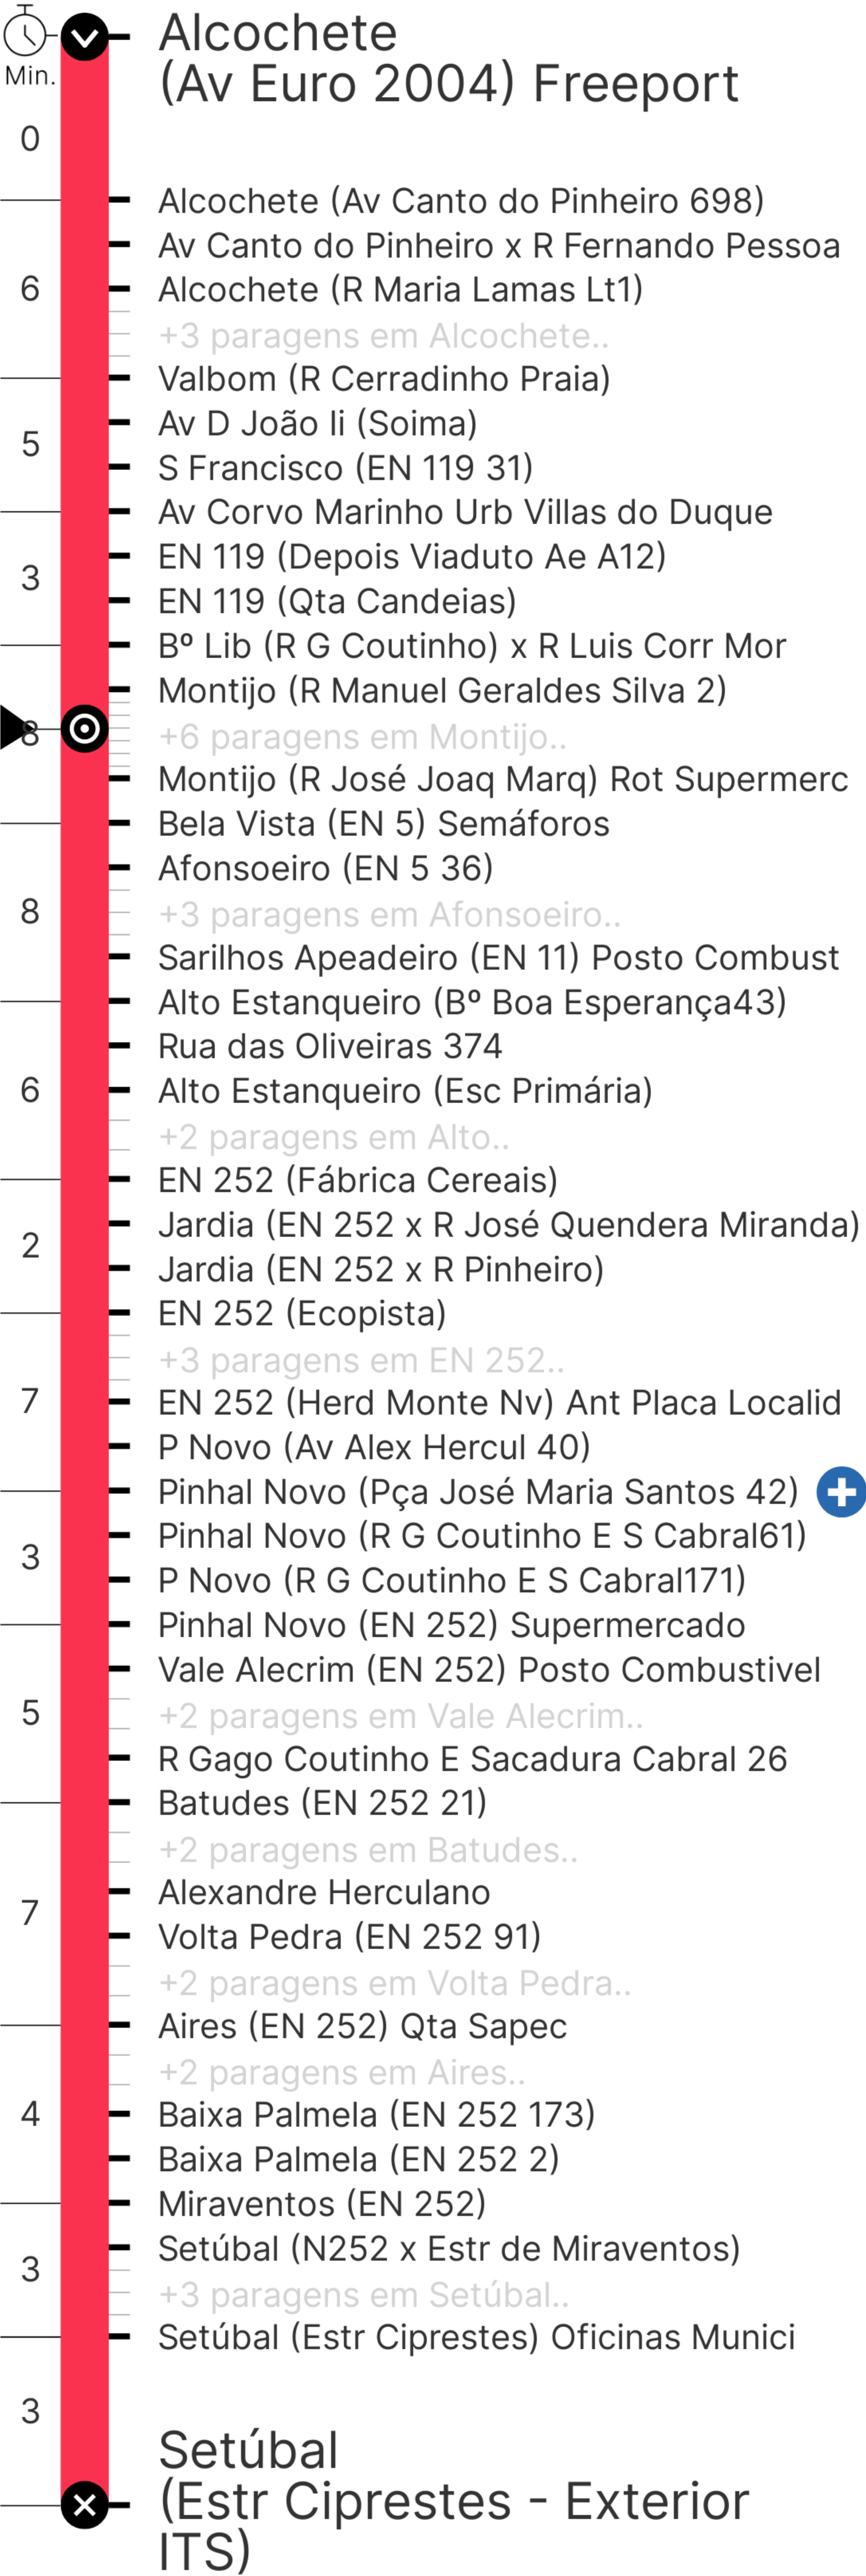 Alcochete
(Av Euro 2004) Freeport
Min.
0
Alcochete (Av Canto do Pinheiro 698)
Av Canto do Pinheiro x R Fernando Pessoa
6
Alcochete (R Maria Lamas Lt1)
+3 paragens em Alcochete..
Valbom (R Cerradinho Praia)
Av D João Ii (Soima)
5
S Francisco (EN 119 31)
Av Corvo Marinho Urb Villas do Duque
EN 119 (Depois Viaduto Ae A12)
3
EN 119 (Qta Candeias)
Bº Lib (R G Coutinho) x R Luis Corr Mor
Montijo (R Manuel Geraldes Silva 2)
8
+6 paragens em Montijo..
Montijo (R José Joaq Marq) Rot Supermerc
Bela Vista (EN 5) Semáforos
Afonsoeiro (EN 5 36)
8
+3 paragens em Afonsoeiro..
Sarilhos Apeadeiro (EN 11) Posto Combust
Alto Estanqueiro (Bº Boa Esperança43)
Rua das Oliveiras 374
6
Alto Estanqueiro (Esc Primária)
+2 paragens em Alto..
EN 252 (Fábrica Cereais)
Jardia (EN 252 x R José Quendera Miranda)
2
Jardia (EN 252 x R Pinheiro)
EN 252 (Ecopista)
+3 paragens em EN 252..
7
EN 252 (Herd Monte Nv) Ant Placa Localid
P Novo (Av Alex Hercul 40)
Pinhal Novo (Pça José Maria Santos 42)
Pinhal Novo (R G Coutinho E S Cabral61)
3
P Novo (R G Coutinho E S Cabral171)
Pinhal Novo (EN 252) Supermercado
Vale Alecrim (EN 252) Posto Combustivel
5
+2 paragens em Vale Alecrim..
R Gago Coutinho E Sacadura Cabral 26
Batudes (EN 252 21)
+2 paragens em Batudes..
Alexandre Herculano
7
Volta Pedra (EN 252 91)
+2 paragens em Volta Pedra..
Aires (EN 252) Qta Sapec
+2 paragens em Aires..
4
Baixa Palmela (EN 252 173)
Baixa Palmela (EN 252 2)
Miraventos (EN 252)
Setúbal (N252 x Estr de Miraventos)
3
+3 paragens em Setúbal..
Setúbal (Estr Ciprestes) Oficinas Munici
3
Setúbal
(Estr Ciprestes - Exterior
ITS)